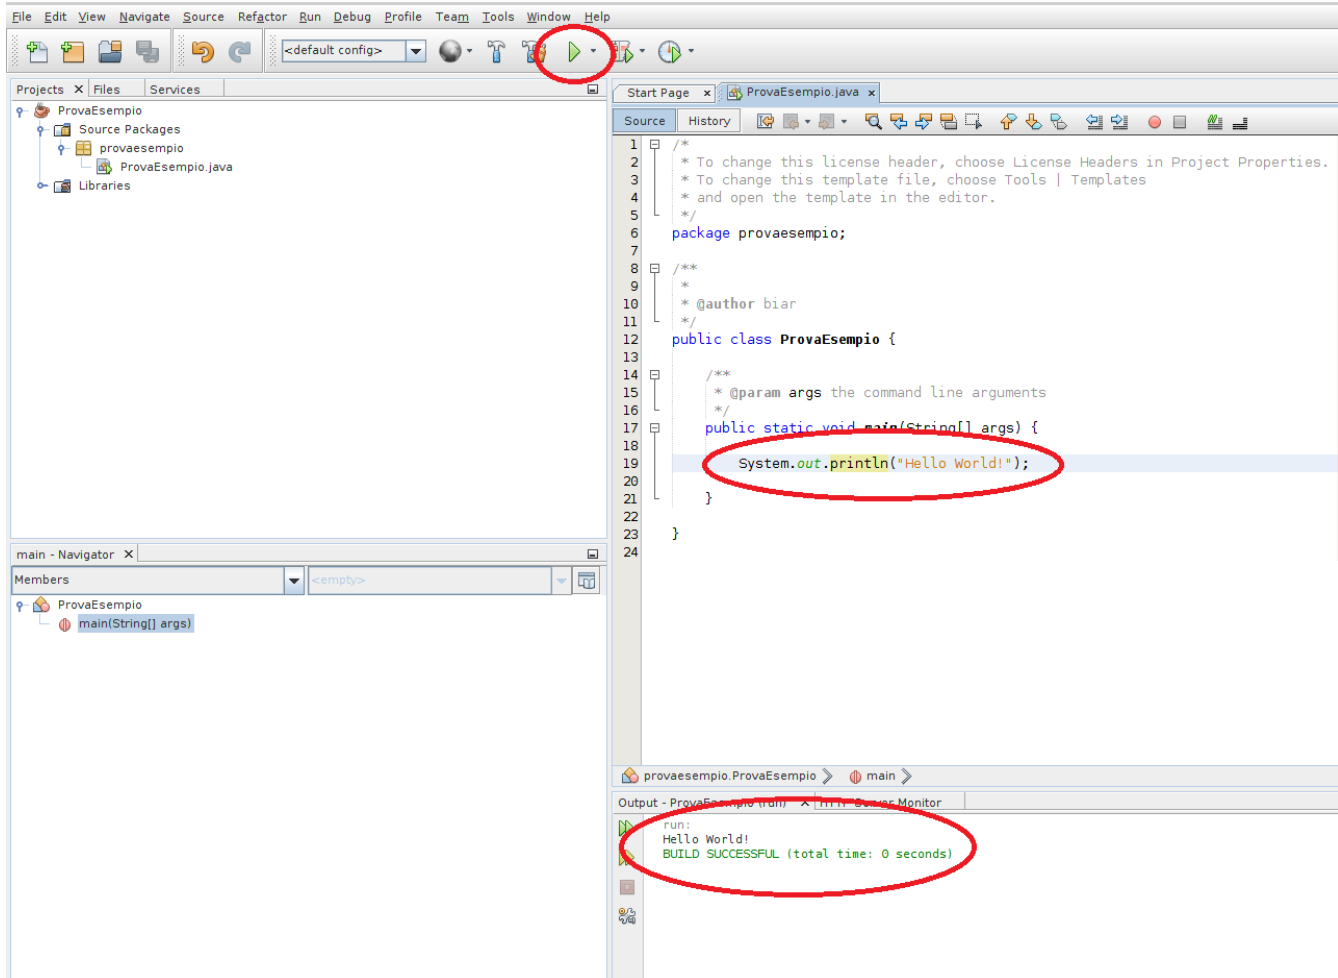 File Edit View Navigate Source Refactor Run Debug Profile Team Tools Window Help
<default config>
Projects Files Services
ProvaEsempio
Source Packages
provaesempio
ProvaEsempio.java
Libraries
main - Navigator
Members <empty>
ProvaEsempio
main(String[] args)
Start Page ProvaEsempio.java
Source History
1 /*
2 * To change this license header, choose License Headers in Project Properties.
3 * To change this template file, choose Tools | Templates
4 * and open the template in the editor.
5 */
6 package provaesempio;
7
8 /**
9 *
10 * @author biar
11 */
12 public class ProvaEsempio {
13
14 /**
15 * @param args the command line arguments
16 */
17 public static void main(String[] args) {
18
19 System.out.println("Hello World!");
20
21 }
22
23 }
24
provaesempio.ProvaEsempio main
Output - ProvaEsempio (run) HTTP Server Monitor
run:
Hello World!
BUILD SUCCESSFUL (total time: 0 seconds)